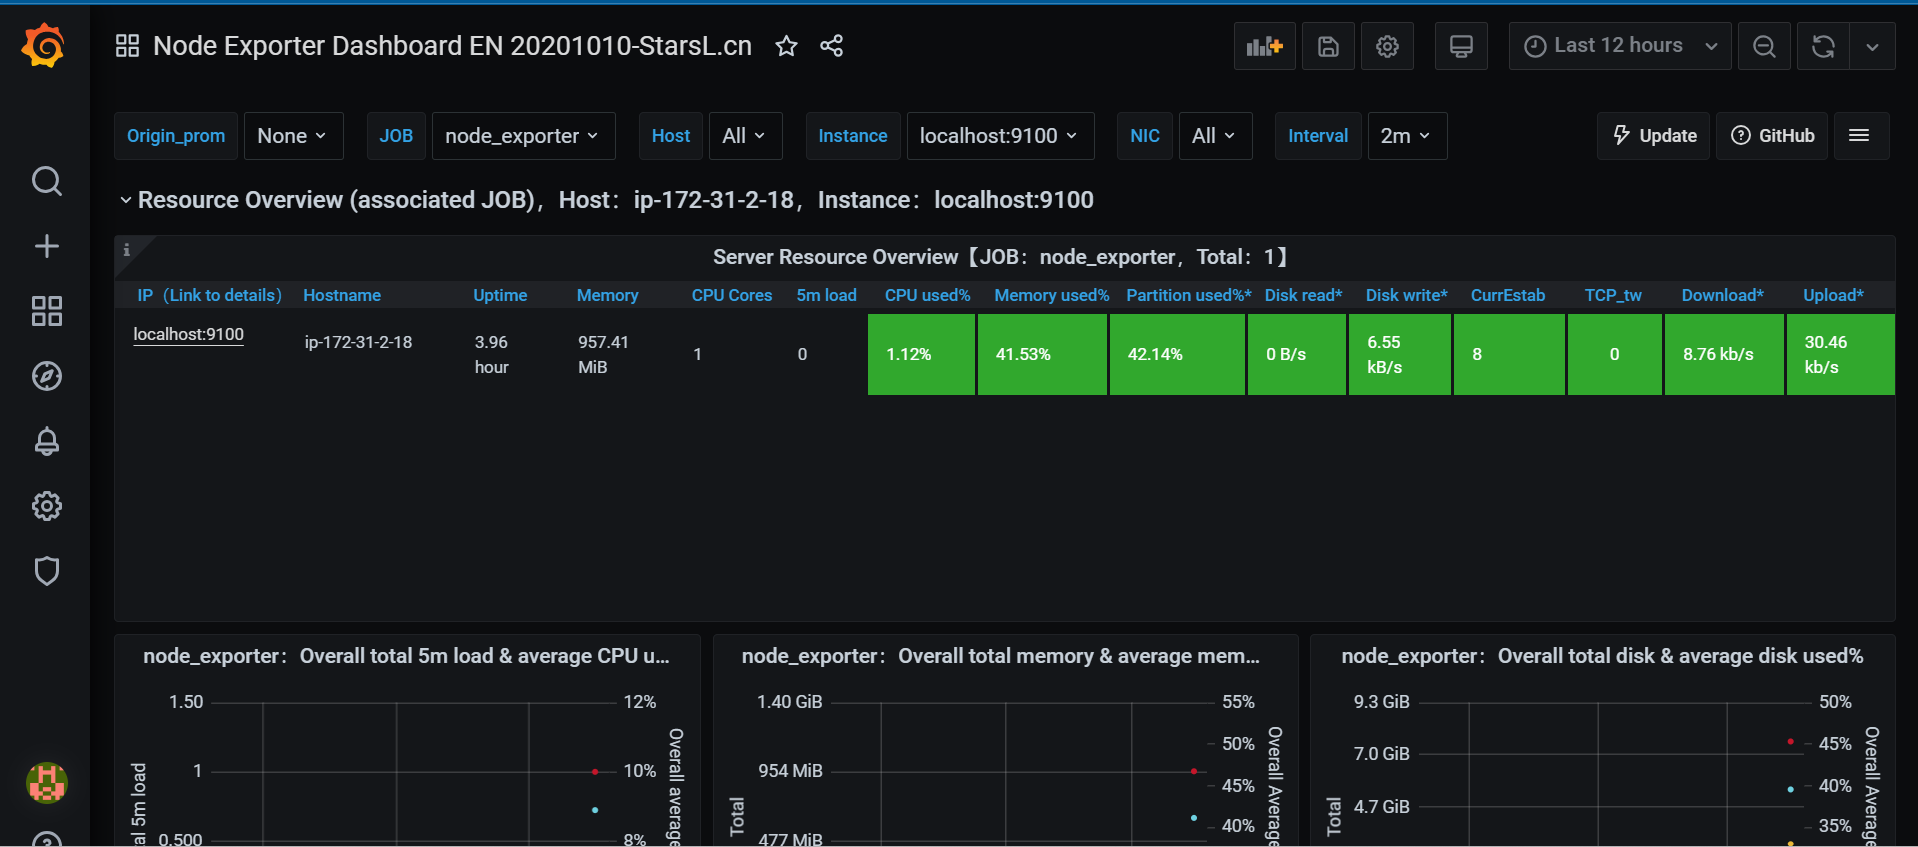 Node Exporter Dashboard EN 20201010-StarsL.cn
Last 12 hours
Origin_prom None JOB node_exporter Host All Instance localhost:9100 NIC All Interval 2m Update GitHub
Resource Overview (associated JOB)，Host：ip-172-31-2-18，Instance：localhost:9100
i
Server Resource Overview【JOB：node_exporter，Total：1】
IP（Link to details） Hostname Uptime Memory CPU Cores 5m load CPU used% Memory used% Partition used%* Disk read* Disk write* CurrEstab TCP_tw Download* Upload*
localhost:9100 ip-172-31-2-18 3.96 hour 957.41 MiB 1 0 1.12% 41.53% 42.14% 0 B/s 6.55 kB/s 8 0 8.76 kb/s 30.46 kb/s
node_exporter：Overall total 5m load & average CPU u...
1.50
1
0.500
12%
10%
8%
al 5m load
Overall average
node_exporter：Overall total memory & average mem...
1.40 GiB
954 MiB
477 MiB
55%
50%
45%
40%
Total
Overall Average
node_exporter：Overall total disk & average disk used%
9.3 GiB
7.0 GiB
4.7 GiB
50%
45%
40%
35%
Total
Overall Average